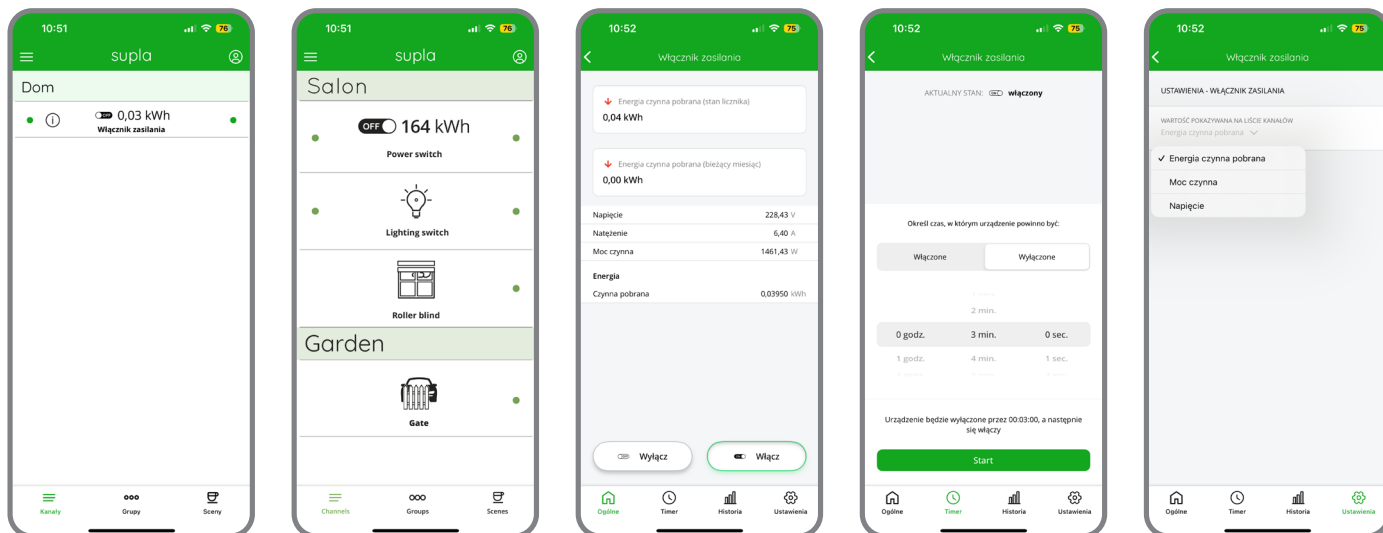 10:51
76
supla
Dom
OFF 0,03 kWh
Włącznik zasilania
Kanały
Grupy
Sceny
10:51
76
supla
Salon
OFF 164 kWh
Power switch
Lighting switch
Roller blind
Garden
Gate
Channels
Groups
Scenes
10:52
75
Włącznik zasilania
Energia czynna pobrana (stan licznika)
0,04 kWh
Energia czynna pobrana (bieżący miesiąc)
0,00 kWh
Napięcie 228,43 V
Natężenie 6,40 A
Moc czynna 1461,43 W
Energia
Czynna pobrana 0,03950 kWh
Wyłącz
Włącz
Ogólne
Timer
Historia
Ustawienia
10:52
75
Włącznik zasilania
AKTUALNY STAN: włączony
Określ czas, w którym urządzenie powinno być:
Włączone
Wyłączone
2 min.
0 godz. 3 min. 0 sec.
1 godz. 4 min. 1 sec.
Urządzenie będzie wyłączone przez 00:03:00, a następnie
się włączy
Start
Ogólne
Timer
Historia
Ustawienia
10:52
75
Włącznik zasilania
USTAWIENIA - WŁĄCZNIK ZASILANIA
WARTOŚĆ POKAZYWANA NA LIŚCIE KANAŁÓW
Energia czynna pobrana
Energia czynna pobrana
Moc czynna
Napięcie
Ogólne
Timer
Historia
Ustawienia